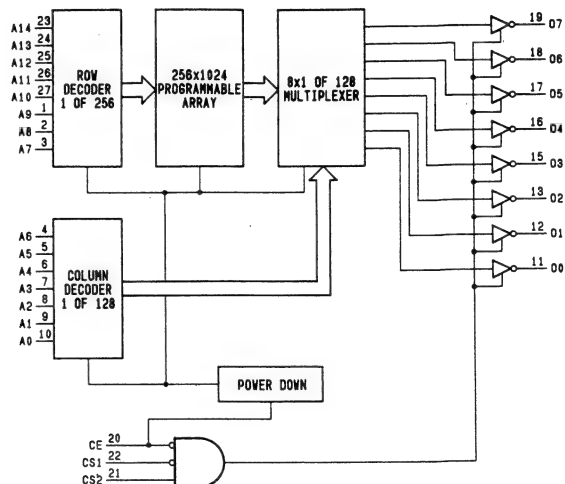 A14 23
A13 24
A12 25
A11 26
A10 27
A9 1
A8 2
A7 3
ROW
DECODER
1 OF 256
256x1024
PROGRAMMABLE
ARRAY
8x1 OF 128
MULTIPLEXER
19 O7
18 O6
17 O5
16 O4
15 O3
13 O2
12 O1
11 O0
A6 4
A5 5
A4 6
A3 7
A2 8
A1 9
A0 10
COLUMN
DECODER
1 OF 128
POWER DOWN
CE 20
CS1 22
CS2 21